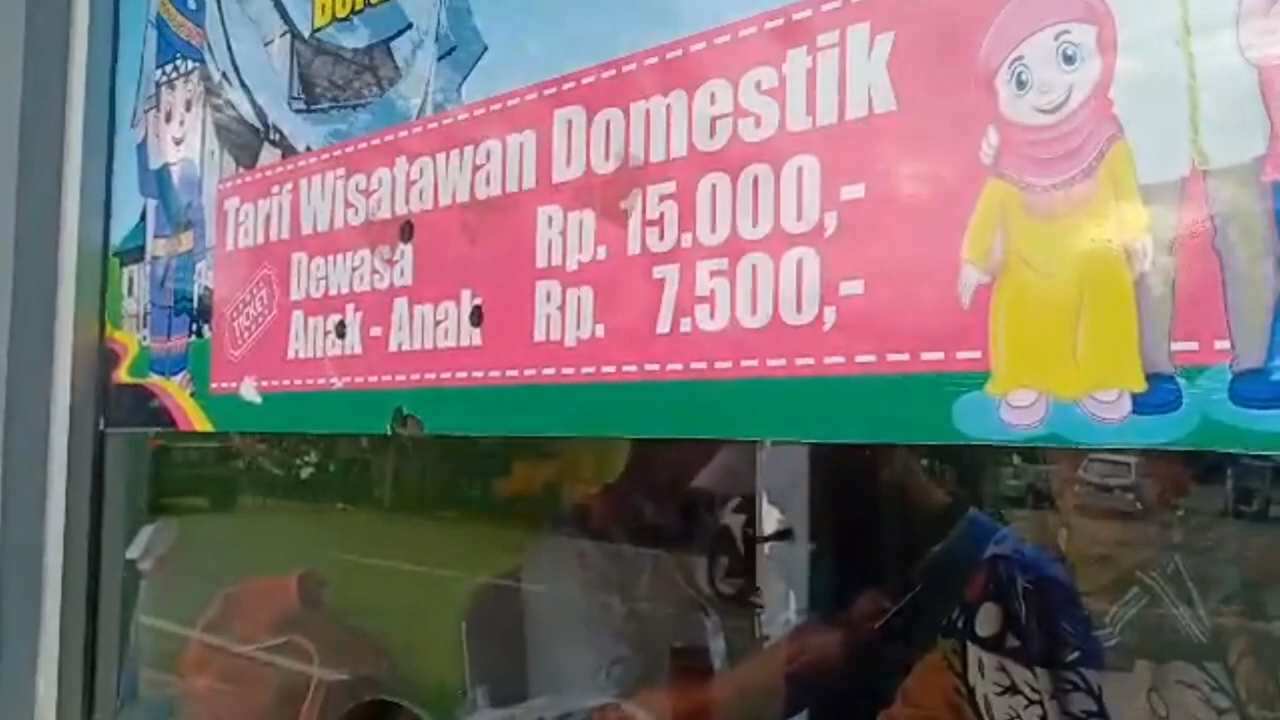 Tarif Wisatawan Domestik
Dewasa Rp. 15.000,-
Anak - Anak Rp. 7.500,-
TICKET